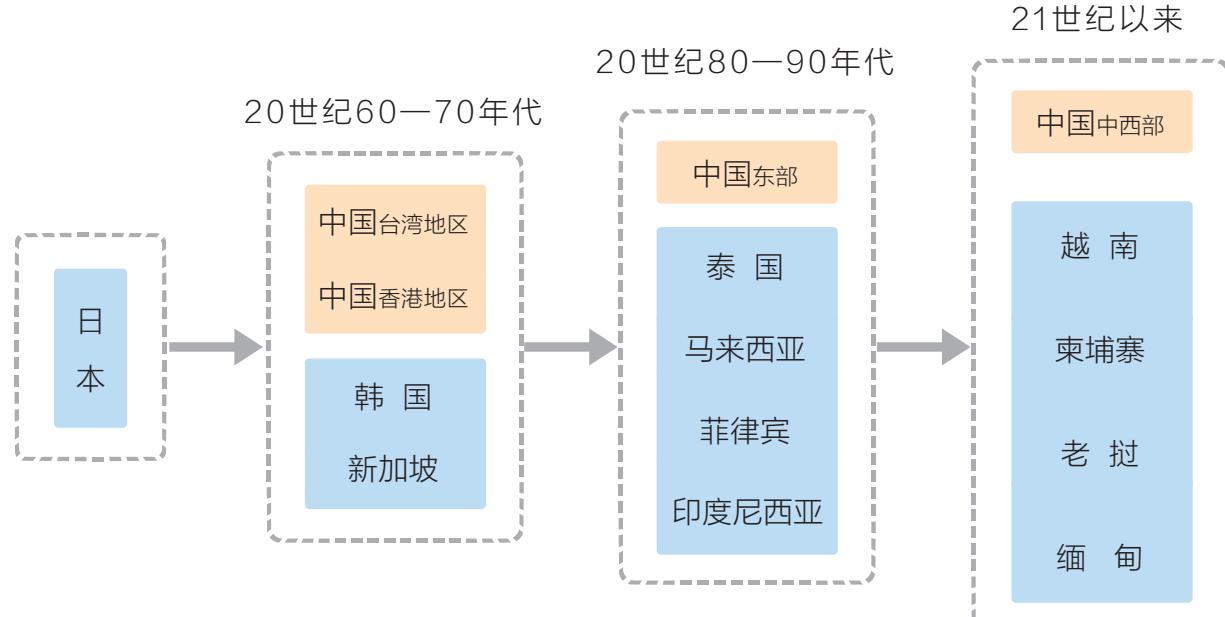 日
本
20世纪60—70年代
中国台湾地区
中国香港地区
韩 国
新加坡
20世纪80—90年代
中国东部
泰 国
马来西亚
菲律宾
印度尼西亚
21世纪以来
中国中西部
越 南
柬埔寨
老 挝
缅 甸